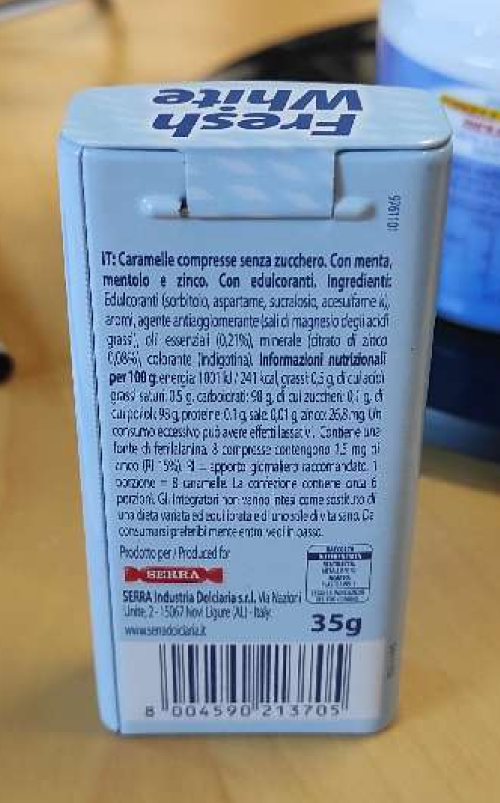 Fresh
White
9761101
IT: Caramelle compresse senza zucchero. Con menta,
mentolo e zinco. Con edulcoranti. Ingredienti:
Edulcoranti (sorbitolo, aspartame, sucralosio, acesulfame k),
aromi, agente antiagglomerante (sali di magnesio degli acidi
grassi), oli essenziali (0,21%), minerale (citrato di zinco
0,08%), colorante (indigotina). Informazioni nutrizionali
per 100 g: energia: 1001 kJ / 241 kcal, grassi: 0,5 g, di cui acidi
grassi saturi: 0,5 g, carboidrati: 98 g, di cui zuccheri: 0,1 g, di
cui polioli: 98 g, proteine: 0,1 g, sale: 0,01 g, zinco: 26,8 mg. Un
consumo eccessivo può avere effetti lassativi. Contiene una
fonte di fenilalanina. 8 compresse contengono 1,5 mg di
zinco (RI 15%). RI = apporto giornaliero raccomandato. 1
porzione = 8 caramelle. La confezione contiene circa 6
porzioni. Gli integratori non vanno intesi come sostituto di
una dieta variata ed equilibrata e di uno stile di vita sano. Da
consumarsi preferibilmente entro: vedi in basso.
Prodotto per / Produced for
SERRA
SERRA Industria Dolciaria s.r.l. Via Nazioni
Unite, 2 - 15067 Novi Ligure (AL) - Italy.
www.serradolciaria.it
RACCOLTA
35g
8 004590 213705